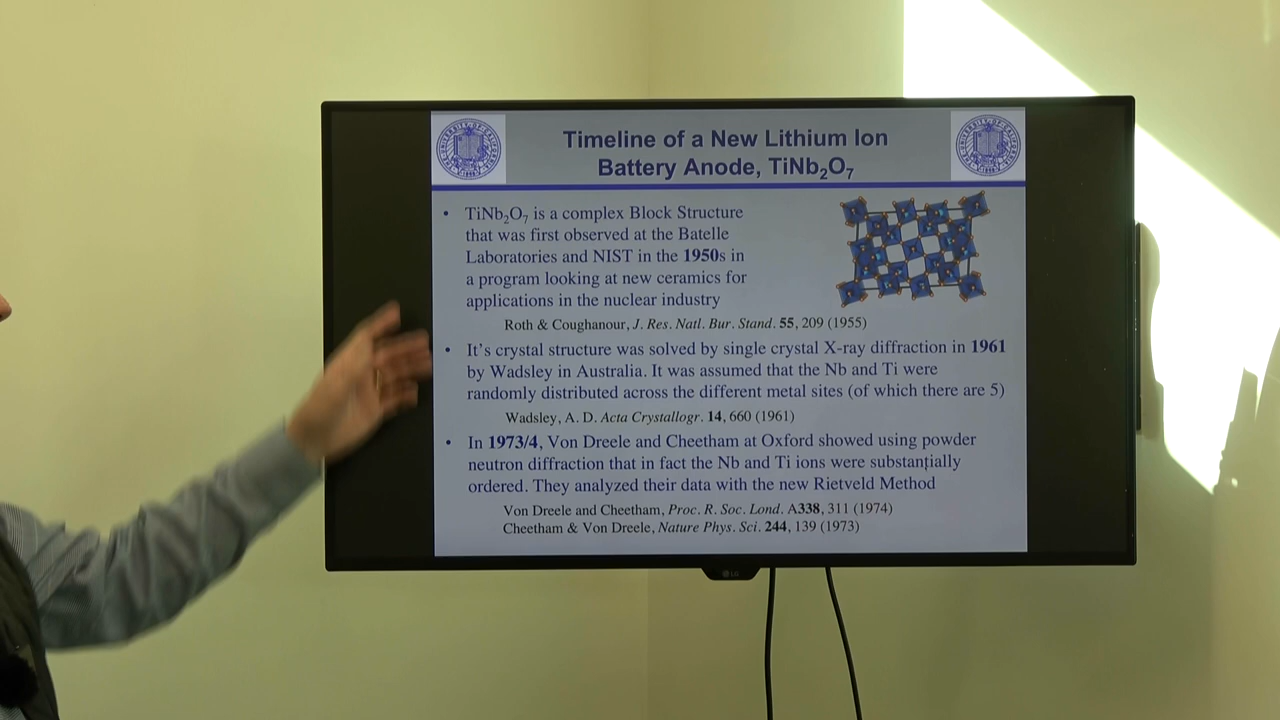 Timeline of a New Lithium Ion
Battery Anode, TiNb₂O₇
• TiNb₂O₇ is a complex Block Structure
that was first observed at the Batelle
Laboratories and NIST in the 1950s in
a program looking at new ceramics for
applications in the nuclear industry
Roth & Coughanour, J. Res. Natl. Bur. Stand. 55, 209 (1955)
• It's crystal structure was solved by single crystal X-ray diffraction in 1961
by Wadsley in Australia. It was assumed that the Nb and Ti were
randomly distributed across the different metal sites (of which there are 5)
Wadsley, A. D. Acta Crystallogr. 14, 660 (1961)
• In 1973/4, Von Dreele and Cheetham at Oxford showed using powder
neutron diffraction that in fact the Nb and Ti ions were substantially
ordered. They analyzed their data with the new Rietveld Method
Von Dreele and Cheetham, Proc. R. Soc. Lond. A338, 311 (1974)
Cheetham & Von Dreele, Nature Phys. Sci. 244, 139 (1973)
LG